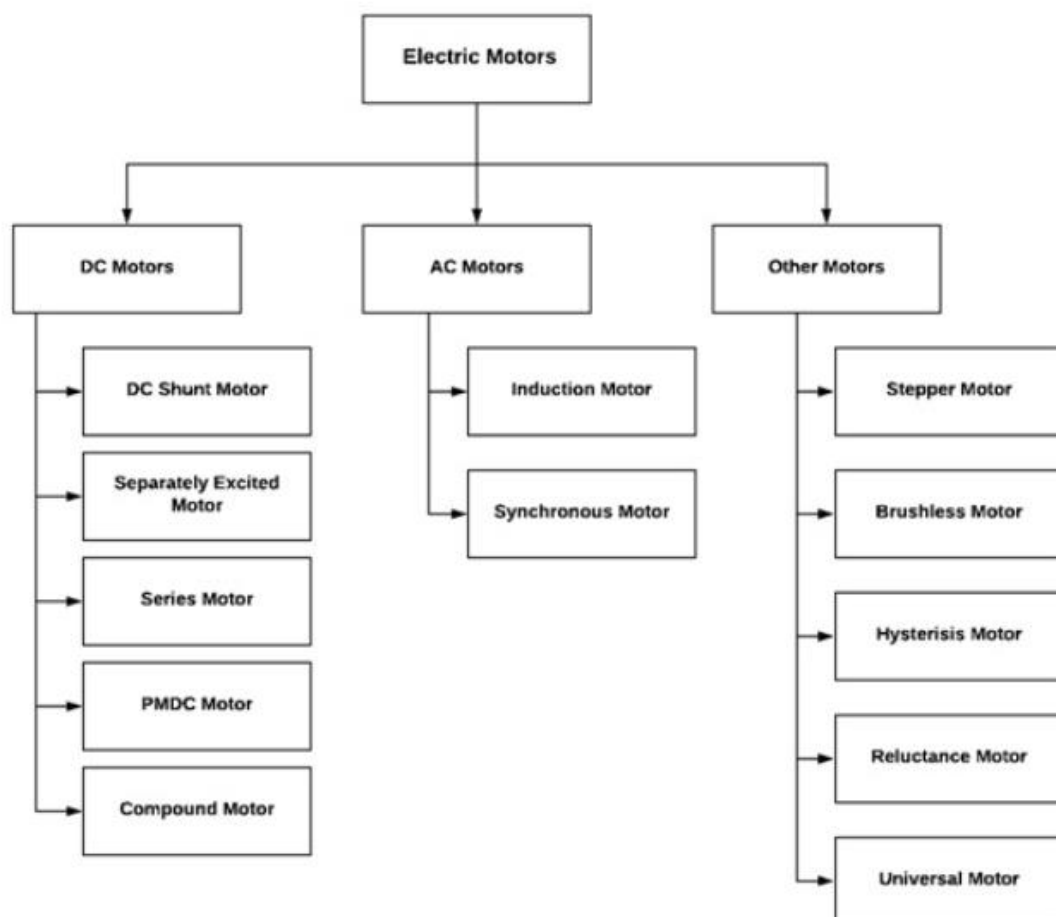 Electric Motors
DC Motors
AC Motors
Other Motors
DC Shunt Motor
Separately Excited
Motor
Series Motor
PMDC Motor
Compound Motor
Induction Motor
Synchronous Motor
Stepper Motor
Brushless Motor
Hysterisis Motor
Reluctance Motor
Universal Motor